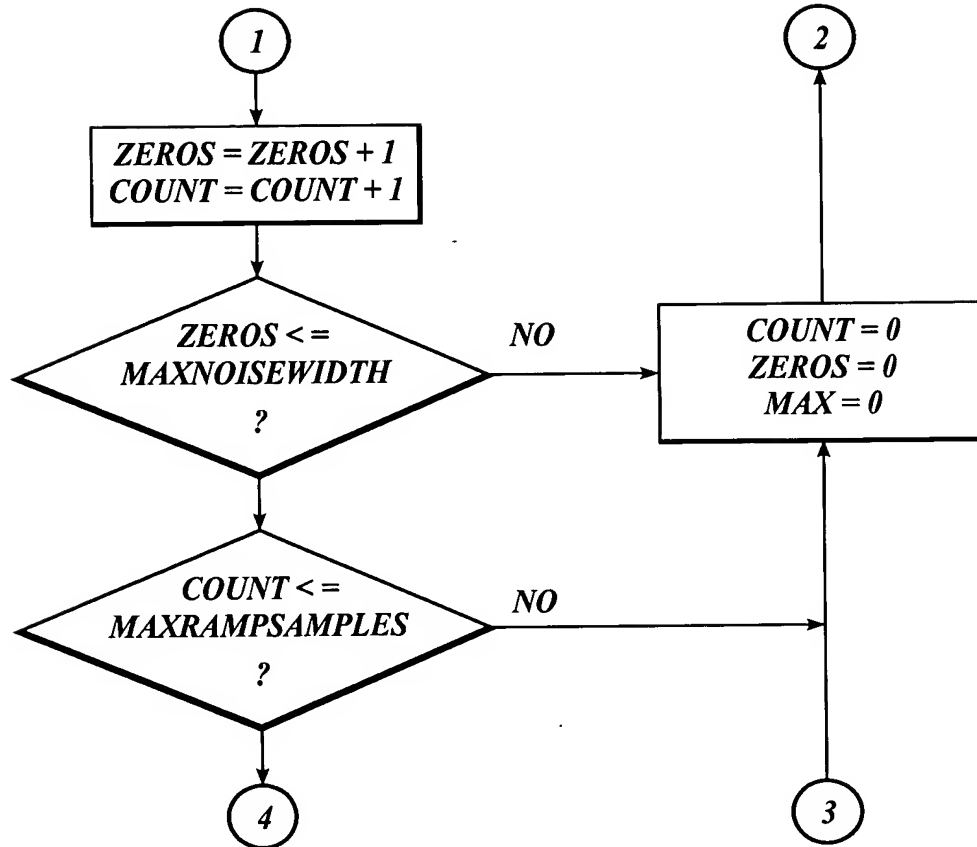 1
2
ZEROS = ZEROS + 1
COUNT = COUNT + 1
ZEROS < =
MAXNOISEWIDTH
?
NO
COUNT = 0
ZEROS = 0
MAX = 0
COUNT < =
MAXRAMPSAMPLES
?
NO
4
3